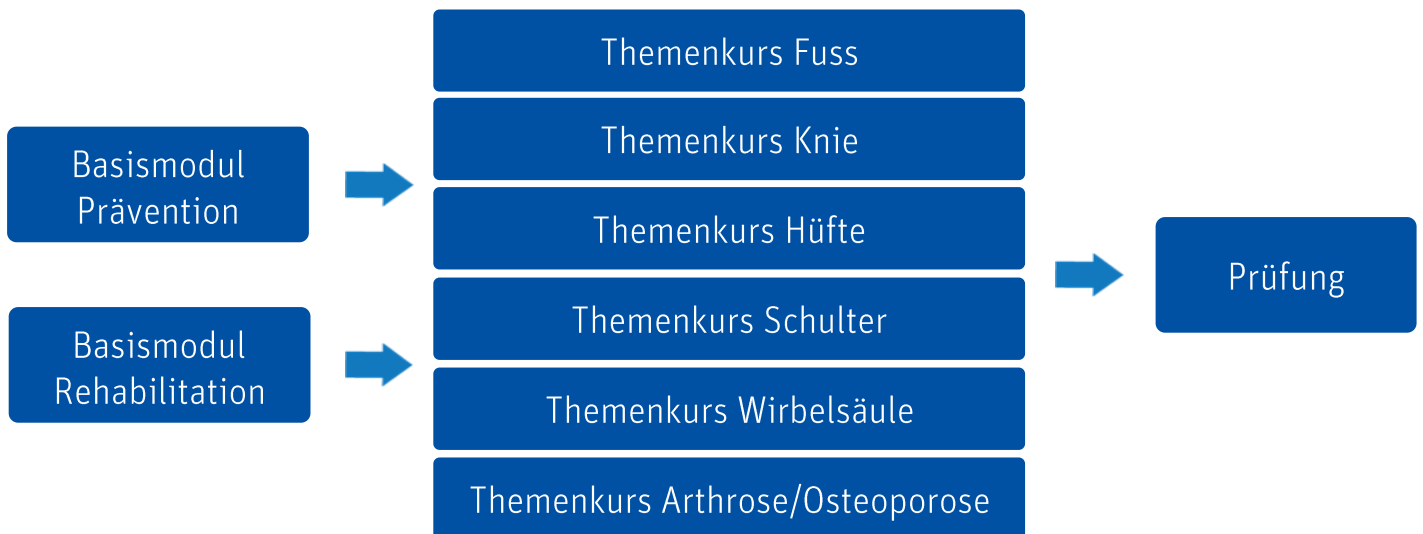 Basismodul
Prävention
Basismodul
Rehabilitation
Themenkurs Fuss
Themenkurs Knie
Themenkurs Hüfte
Themenkurs Schulter
Themenkurs Wirbelsäule
Themenkurs Arthrose/Osteoporose
Prüfung